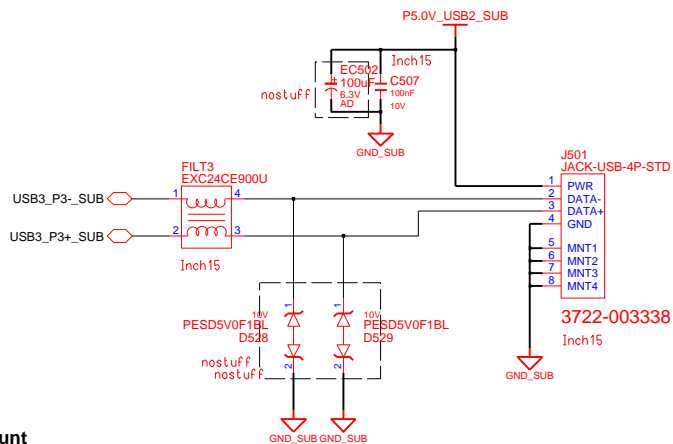 P5.0V_USB2_SUB
Inch15
EC502
100uF
6.3V
AD
nostuff
C507
100nF
10V
GND_SUB
J501
JACK-USB-4P-STD
FILT3
EXC24CE900U
USB3_P3-_SUB
1
4
USB3_P3+_SUB
2
3
Inch15
1 PWR
2 DATA-
3 DATA+
4 GND
5 MNT1
6 MNT2
7 MNT3
8 MNT4
3722-003338
Inch15
GND_SUB
10V
1
PESD5V0F1BL
D528
2
10V
1
PESD5V0F1BL
D529
2
nostuff
nostuff
GND_SUB
GND_SUB
unt